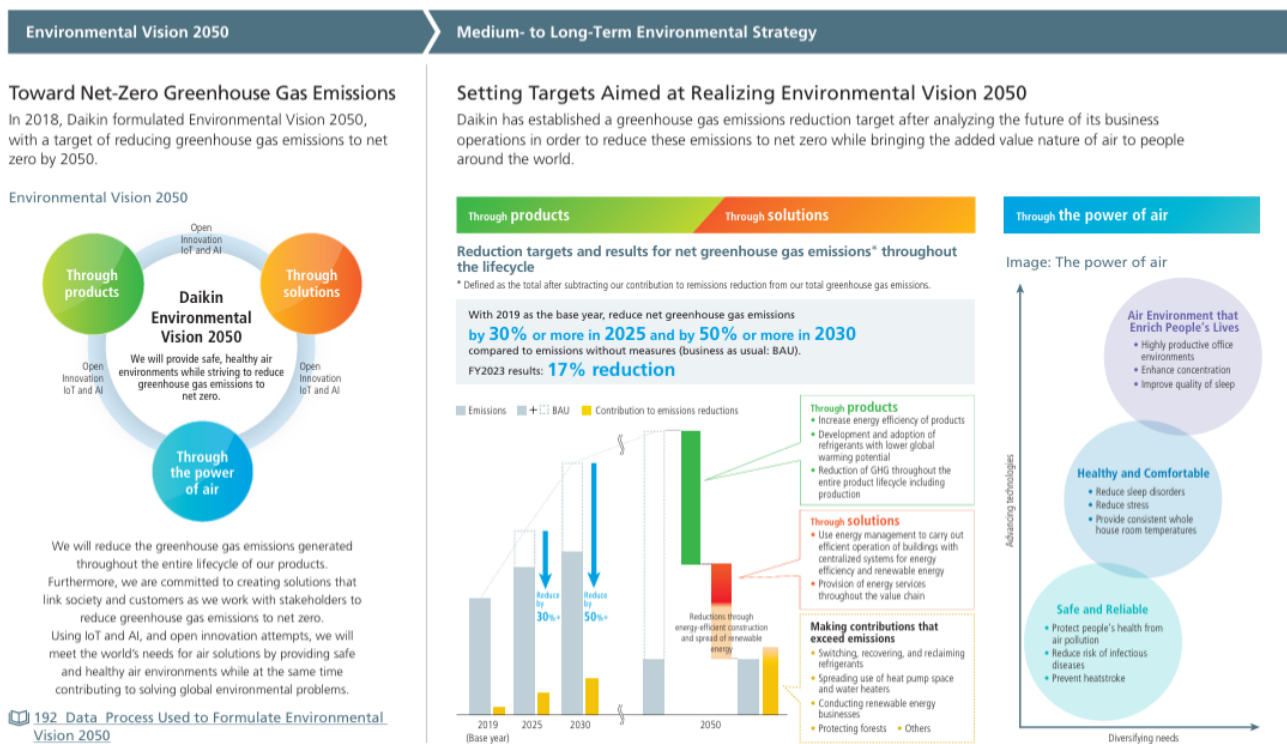 Environmental Vision 2050
Medium- to Long-Term Environmental Strategy
Toward Net-Zero Greenhouse Gas Emissions
In 2018, Daikin formulated Environmental Vision 2050,
with a target of reducing greenhouse gas emissions to net
zero by 2050.
Environmental Vision 2050
Open
Innovation
IoT and AI
Through
products
Through
solutions
Daikin
Environmental
Vision 2050
We will provide safe, healthy air
environments while striving to reduce
greenhouse gas emissions to
net zero.
Open
Innovation
IoT and AI
Open
Innovation
IoT and AI
Through
the power
of air
We will reduce the greenhouse gas emissions generated
throughout the entire lifecycle of our products.
Furthermore, we are committed to creating solutions that
link society and customers as we work with stakeholders to
reduce greenhouse gas emissions to net zero.
Using IoT and AI, and open innovation attempts, we will
meet the world's needs for air solutions by providing safe
and healthy air environments while at the same time
contributing to solving global environmental problems.
192 Data Process Used to Formulate Environmental
Vision 2050
Setting Targets Aimed at Realizing Environmental Vision 2050
Daikin has established a greenhouse gas emissions reduction target after analyzing the future of its business
operations in order to reduce these emissions to net zero while bringing the added value nature of air to people
around the world.
Through products
Through solutions
Reduction targets and results for net greenhouse gas emissions* throughout
the lifecycle
* Defined as the total after subtracting our contribution to remissions reduction from our total greenhouse gas emissions.
With 2019 as the base year, reduce net greenhouse gas emissions
by 30% or more in 2025 and by 50% or more in 2030
compared to emissions without measures (business as usual: BAU).
FY2023 results: 17% reduction
Emissions + BAU Contribution to emissions reductions
Reduce
by
30%+
Reduce
by
50%+
Reductions through
energy-efficient construction
and spread of renewable
energy
2019
(Base year)
2025
2030
2050
Through products
• Increase energy efficiency of products
• Development and adoption of
refrigerants with lower global
warming potential
• Reduction of GHG throughout the
entire product lifecycle including
production
Through solutions
• Use energy management to carry out
efficient operation of buildings with
centralized systems for energy
efficiency and renewable energy
• Provision of energy services
throughout the value chain
Making contributions that
exceed emissions
• Switching, recovering, and reclaiming
refrigerants
• Spreading use of heat pump space
and water heaters
• Conducting renewable energy
businesses
• Protecting forests • Others
Through the power of air
Image: The power of air
Advancing technologies
Air Environment that
Enrich People's Lives
• Highly productive office
environments
• Enhance concentration
• Improve quality of sleep
Healthy and Comfortable
• Reduce sleep disorders
• Reduce stress
• Provide consistent whole
house room temperatures
Safe and Reliable
• Protect people's health from
air pollution
• Reduce risk of infectious
diseases
• Prevent heatstroke
Diversifying needs